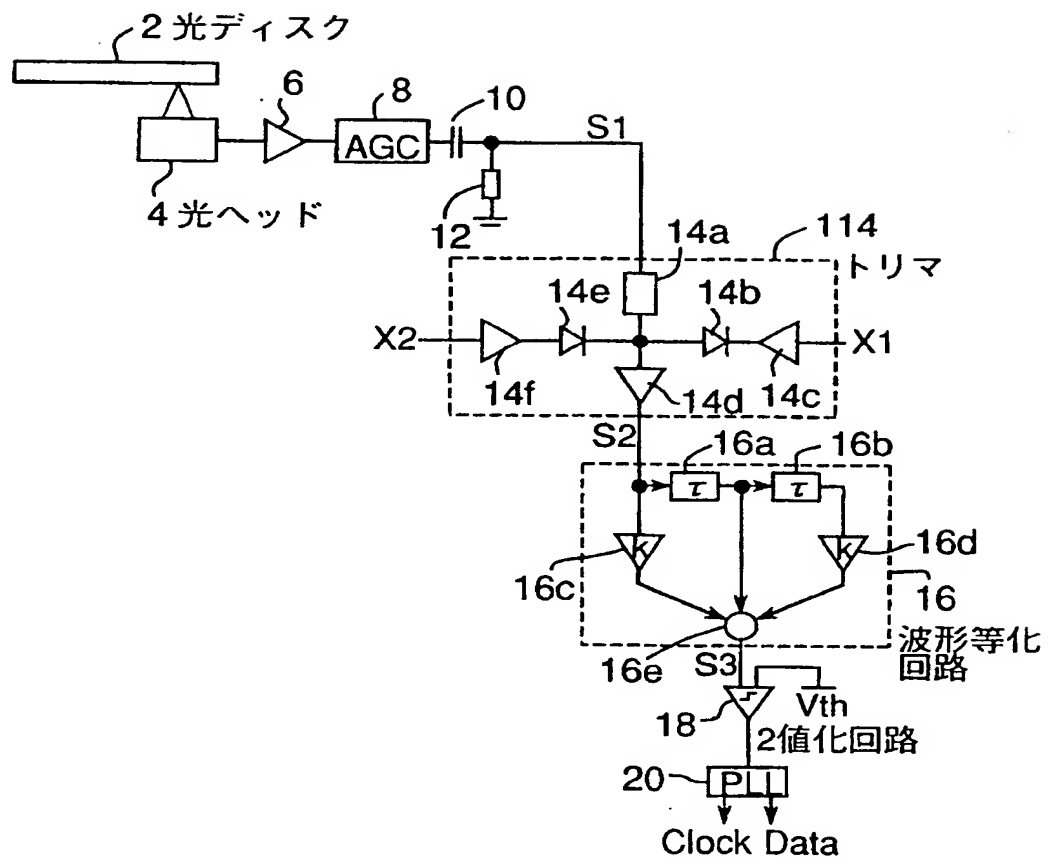 2 光ディスク
6
8
10
AGC
S1
4 光ヘッド
12
14a
114
トリマ
14e
14b
X2
X1
14f
14d
14c
S2
16a
16b
τ
τ
K
K
16c
16d
16
波形等化
回路
16e
S3
Vth
18
2値化回路
20
PLL
Clock Data